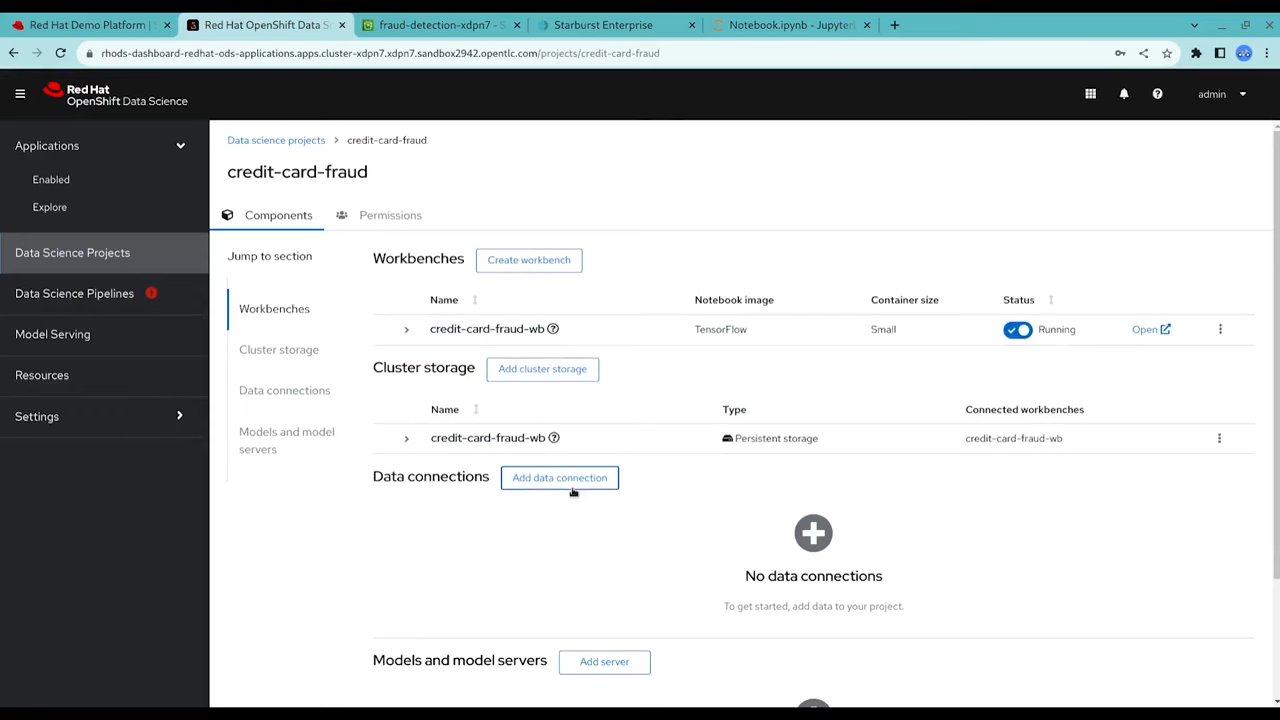 Red Hat Demo Platform |
Red Hat OpenShift Data S
fraud-detection-xdpn7 - S
Starburst Enterprise
Notebook.ipynb - Jupyter
rhods-dashboard-redhat-ods-applications.apps.cluster-xdpn7.xdpn7.sandbox2942.opentlc.com/projects/credit-card-fraud
Red Hat
OpenShift Data Science
admin
Applications
Enabled
Explore
Data Science Projects
Data Science Pipelines
Model Serving
Resources
Settings
Data science projects > credit-card-fraud
credit-card-fraud
Components
Permissions
Jump to section
Workbenches
Cluster storage
Data connections
Models and model
servers
Workbenches
Create workbench
Name Notebook image Container size Status
credit-card-fraud-wb TensorFlow Small Running Open
Cluster storage
Add cluster storage
Name Type Connected workbenches
credit-card-fraud-wb Persistent storage credit-card-fraud-wb
Data connections
Add data connection
No data connections
To get started, add data to your project.
Models and model servers
Add server